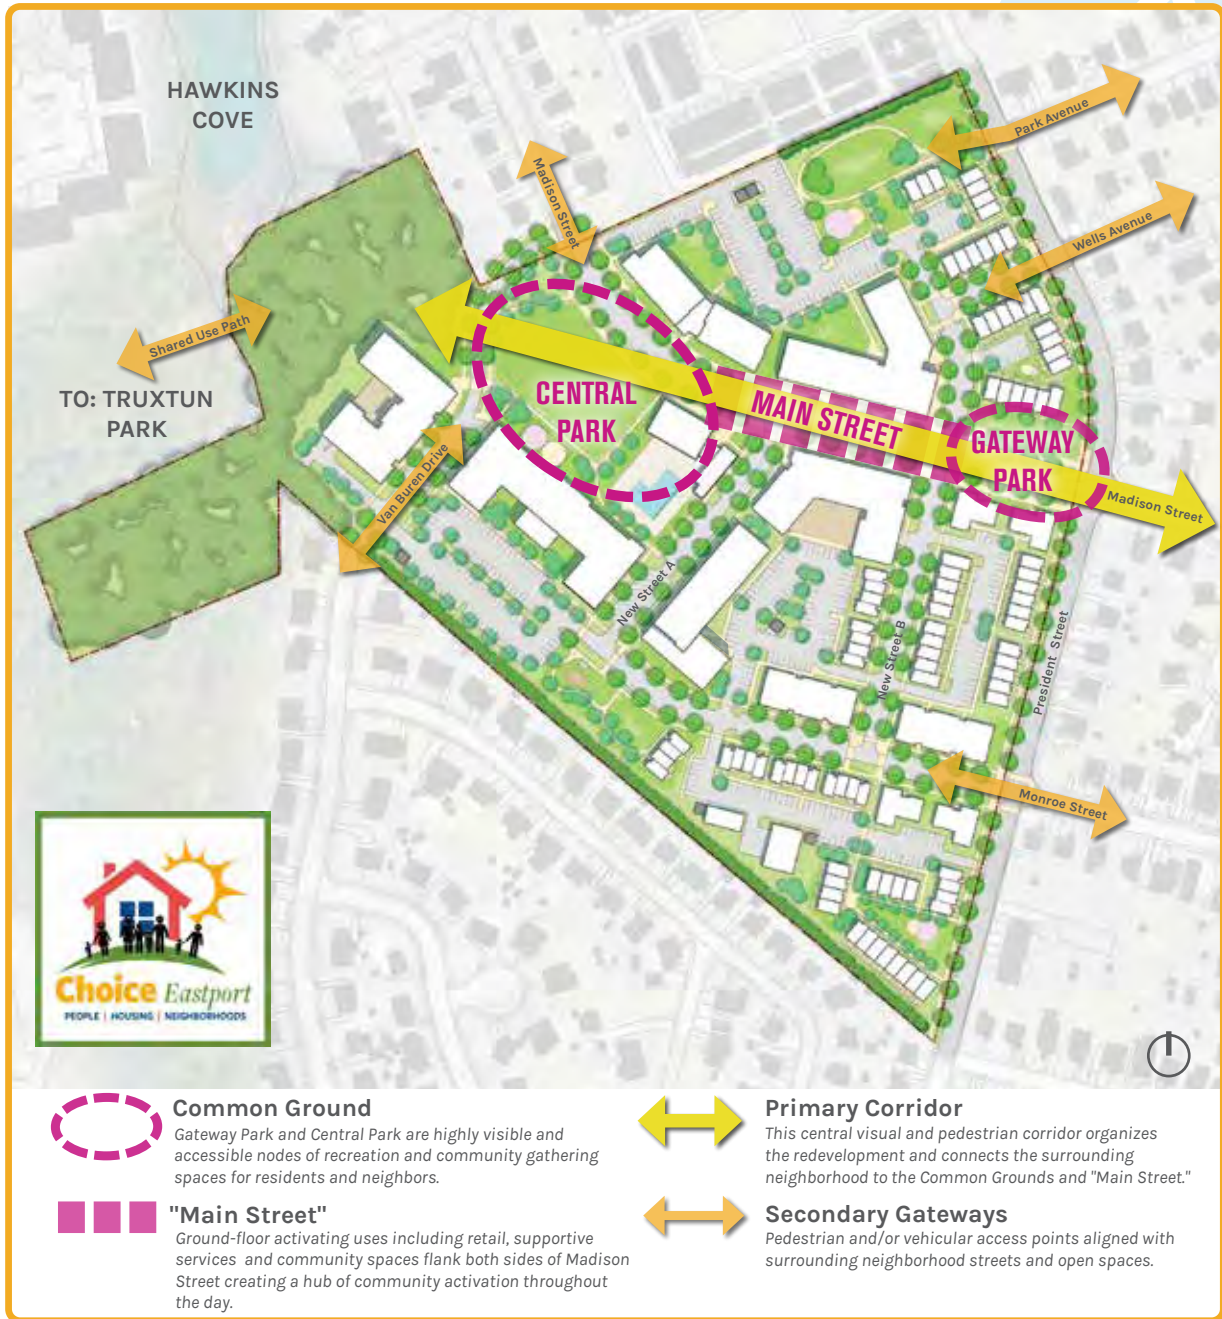 HAWKINS
COVE
Park Avenue
Madison Street
Wells Avenue
Shared Use Path
TO: TRUXTUN
PARK
CENTRAL
PARK
MAIN STREET
GATEWAY
PARK
Madison Street
Van Buren Drive
New Street A
New Street B
President Street
Monroe Street
Choice Eastport
PEOPLE | HOUSING | NEIGHBORHOODS
Common Ground
Gateway Park and Central Park are highly visible and
accessible nodes of recreation and community gathering
spaces for residents and neighbors.
"Main Street"
Ground-floor activating uses including retail, supportive
services and community spaces flank both sides of Madison
Street creating a hub of community activation throughout
the day.
Primary Corridor
This central visual and pedestrian corridor organizes
the redevelopment and connects the surrounding
neighborhood to the Common Grounds and "Main Street."
Secondary Gateways
Pedestrian and/or vehicular access points aligned with
surrounding neighborhood streets and open spaces.